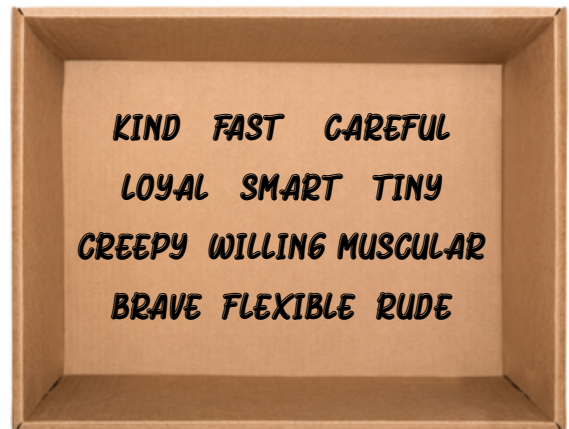 KIND FAST CAREFUL
LOYAL SMART TINY
CREEPY WILLING MUSCULAR
BRAVE FLEXIBLE RUDE